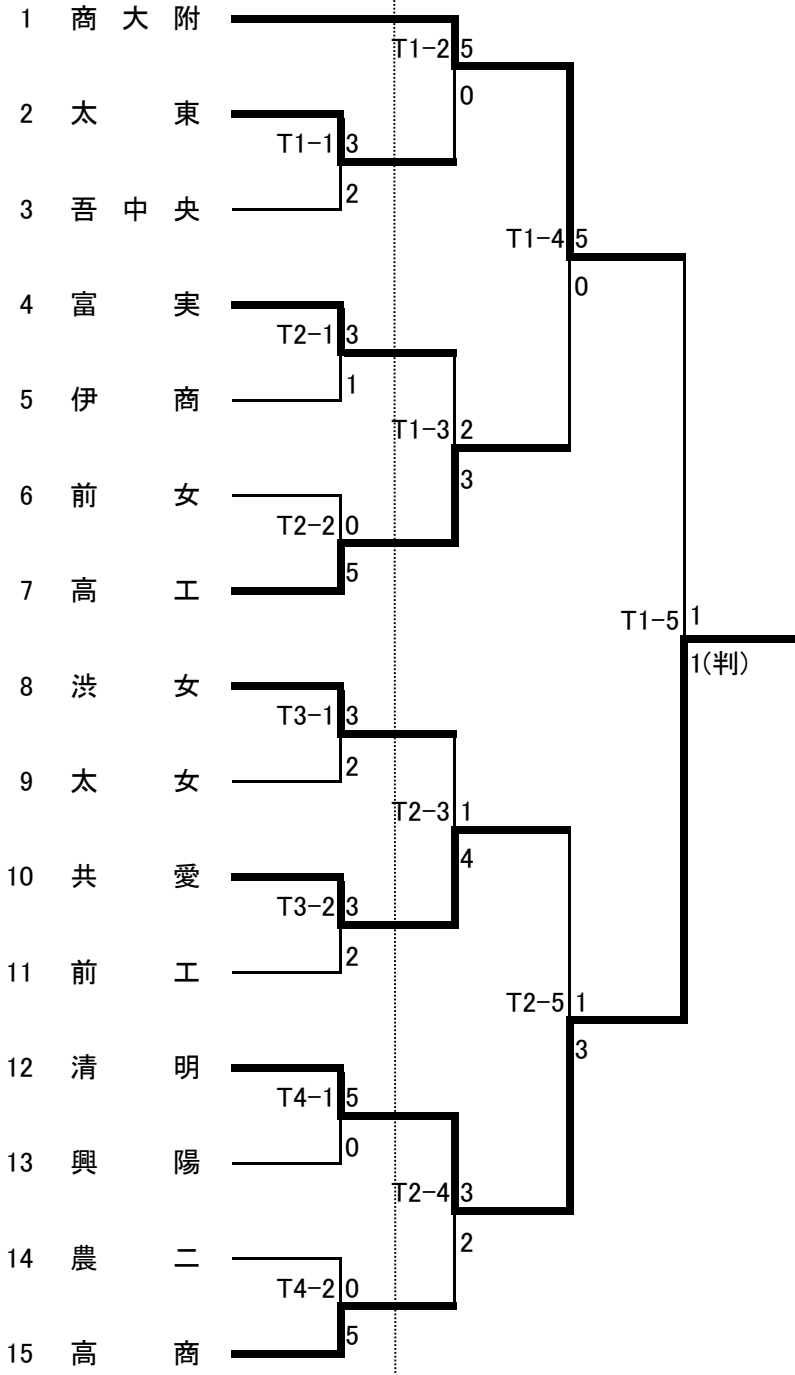 1 商大附
T1-2 5
0
2 太東
T1-1 3
2
3 吾中央
T1-4 5
0
4 富実
T2-1 3
1
5 伊商
T1-3 2
3
6 前女
T2-2 0
5
7 高工
T1-5 1
1(判)
8 渋女
T3-1 3
2
9 太女
T2-3 1
4
10 共愛
T3-2 3
2
11 前工
T2-5 1
3
12 清明
T4-1 5
0
13 興陽
T2-4 3
2
14 農二
T4-2 0
5
15 高商